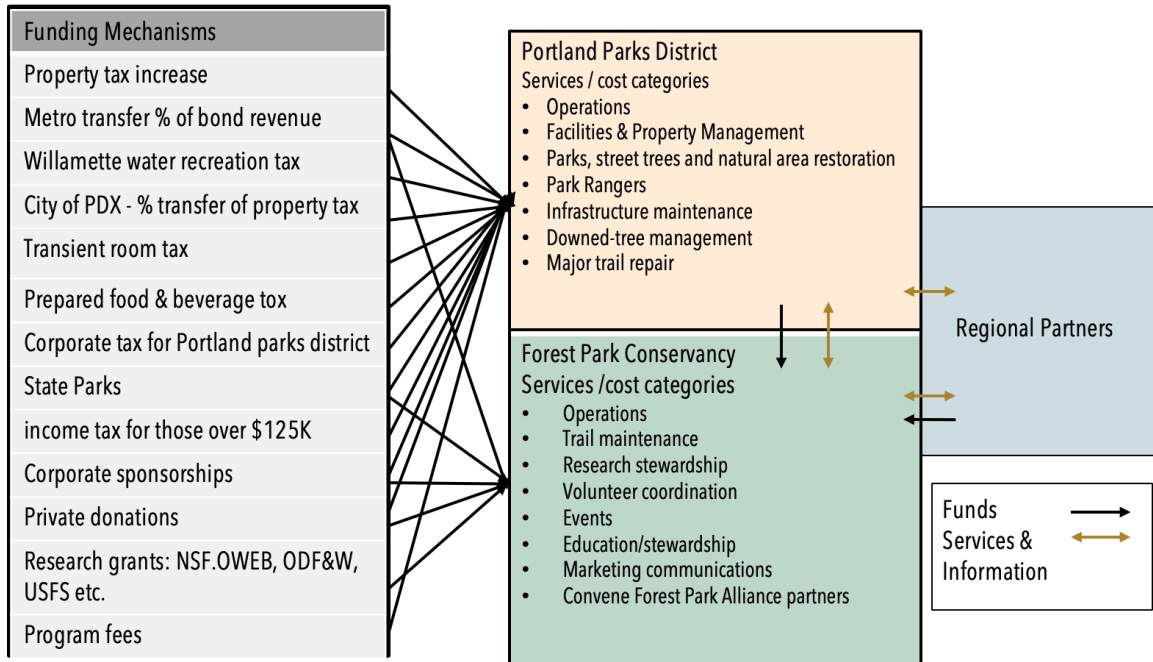 Funding Mechanisms
Property tax increase
Metro transfer % of bond revenue
Willamette water recreation tax
City of PDX - % transfer of property tax
Transient room tax
Prepared food & beverage tox
Corporate tax for Portland parks district
State Parks
income tax for those over $125K
Corporate sponsorships
Private donations
Research grants: NSF.OWEB, ODF&W,
USFS etc.
Program fees
Portland Parks District
Services / cost categories
• Operations
• Facilities & Property Management
• Parks, street trees and natural area restoration
• Park Rangers
• Infrastructure maintenance
• Downed-tree management
• Major trail repair
Forest Park Conservancy
Services /cost categories
• Operations
• Trail maintenance
• Research stewardship
• Volunteer coordination
• Events
• Education/stewardship
• Marketing communications
• Convene Forest Park Alliance partners
Regional Partners
Funds
Services &
Information